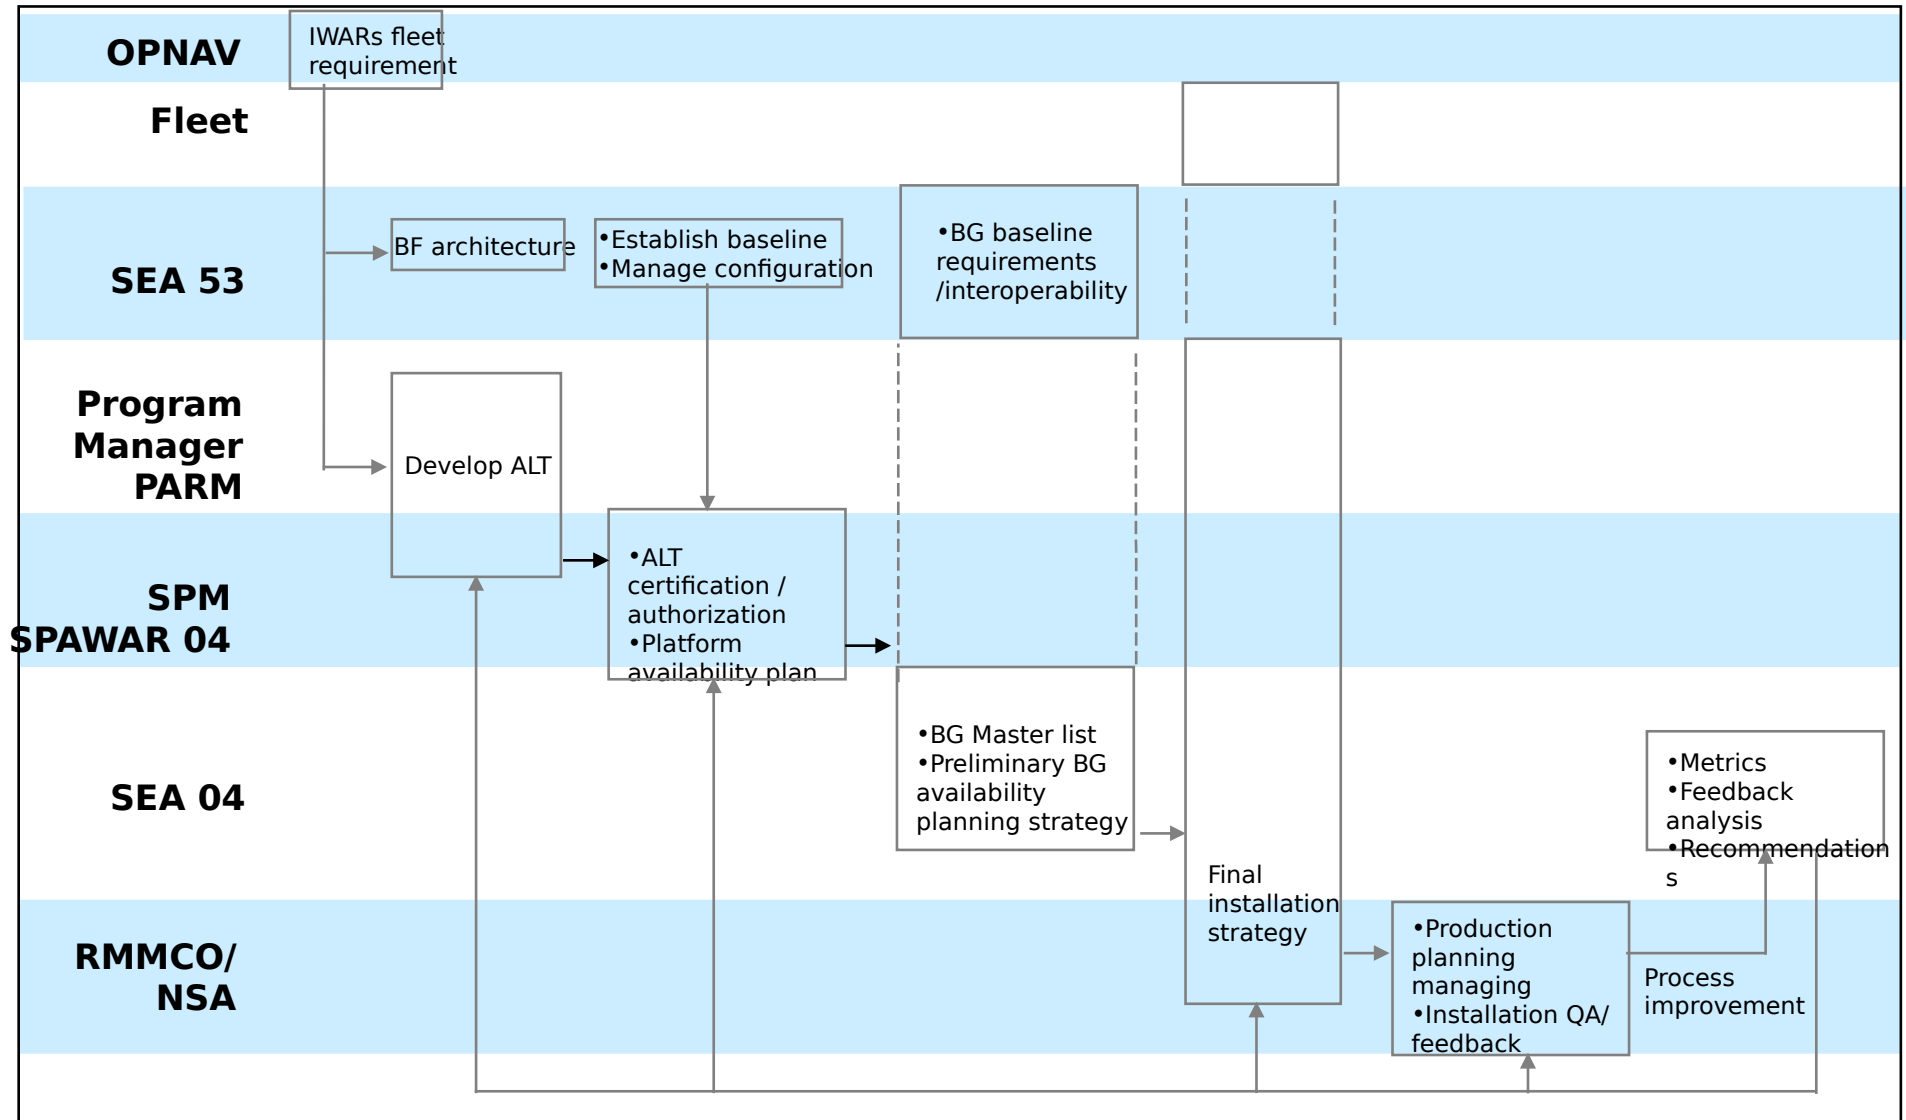 OPNAV
IWARs fleet
requirement
Fleet
SEA 53
BF architecture
•Establish baseline
•Manage configuration
•BG baseline
requirements
/interoperability
Program
Manager
PARM
Develop ALT
SPM
SPAWAR 04
•ALT
certification /
authorization
•Platform
availability plan
SEA 04
•BG Master list
•Preliminary BG
availability
planning strategy
Final
installation
strategy
•Metrics
•Feedback
analysis
•Recommendation
s
RMMCO/
NSA
•Production
planning
managing
•Installation QA/
feedback
Process
improvement